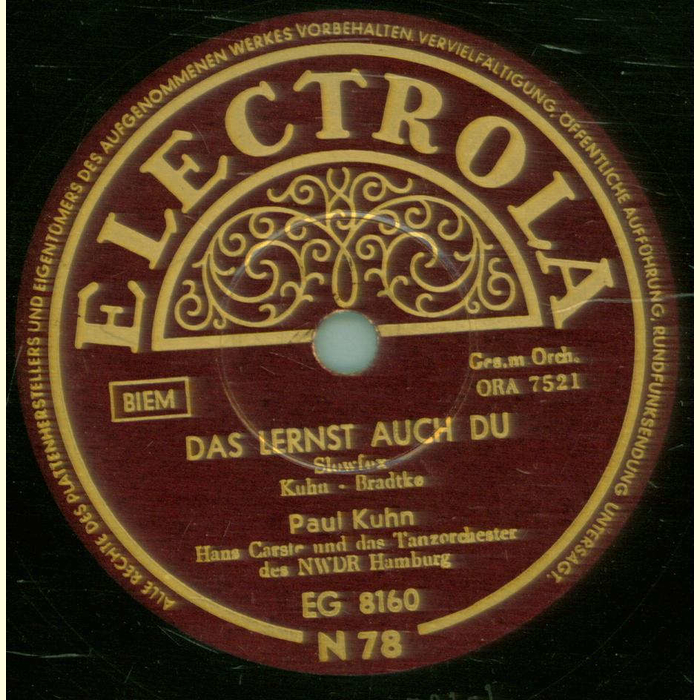 ALLE RECHTE DES PLATTENHERSTELLERS UND EIGENTÜMERS DES AUFGENOMMENEN WERKES VORBEHALTEN. VERVIELFÄLTIGUNG, ÖFFENTLICHE AUFFÜHRUNG, RUNDFUNKSENDUNG UNTERSAGT.
ELECTROLA
Ges.m Orch.
ORA 7521
BIEM
DAS LERNST AUCH DU
Slowfox
Kuhn - Bradtke
Paul Kuhn
Hans Carste und das Tanzorchester
des NWDR Hamburg
EG 8160
N 78